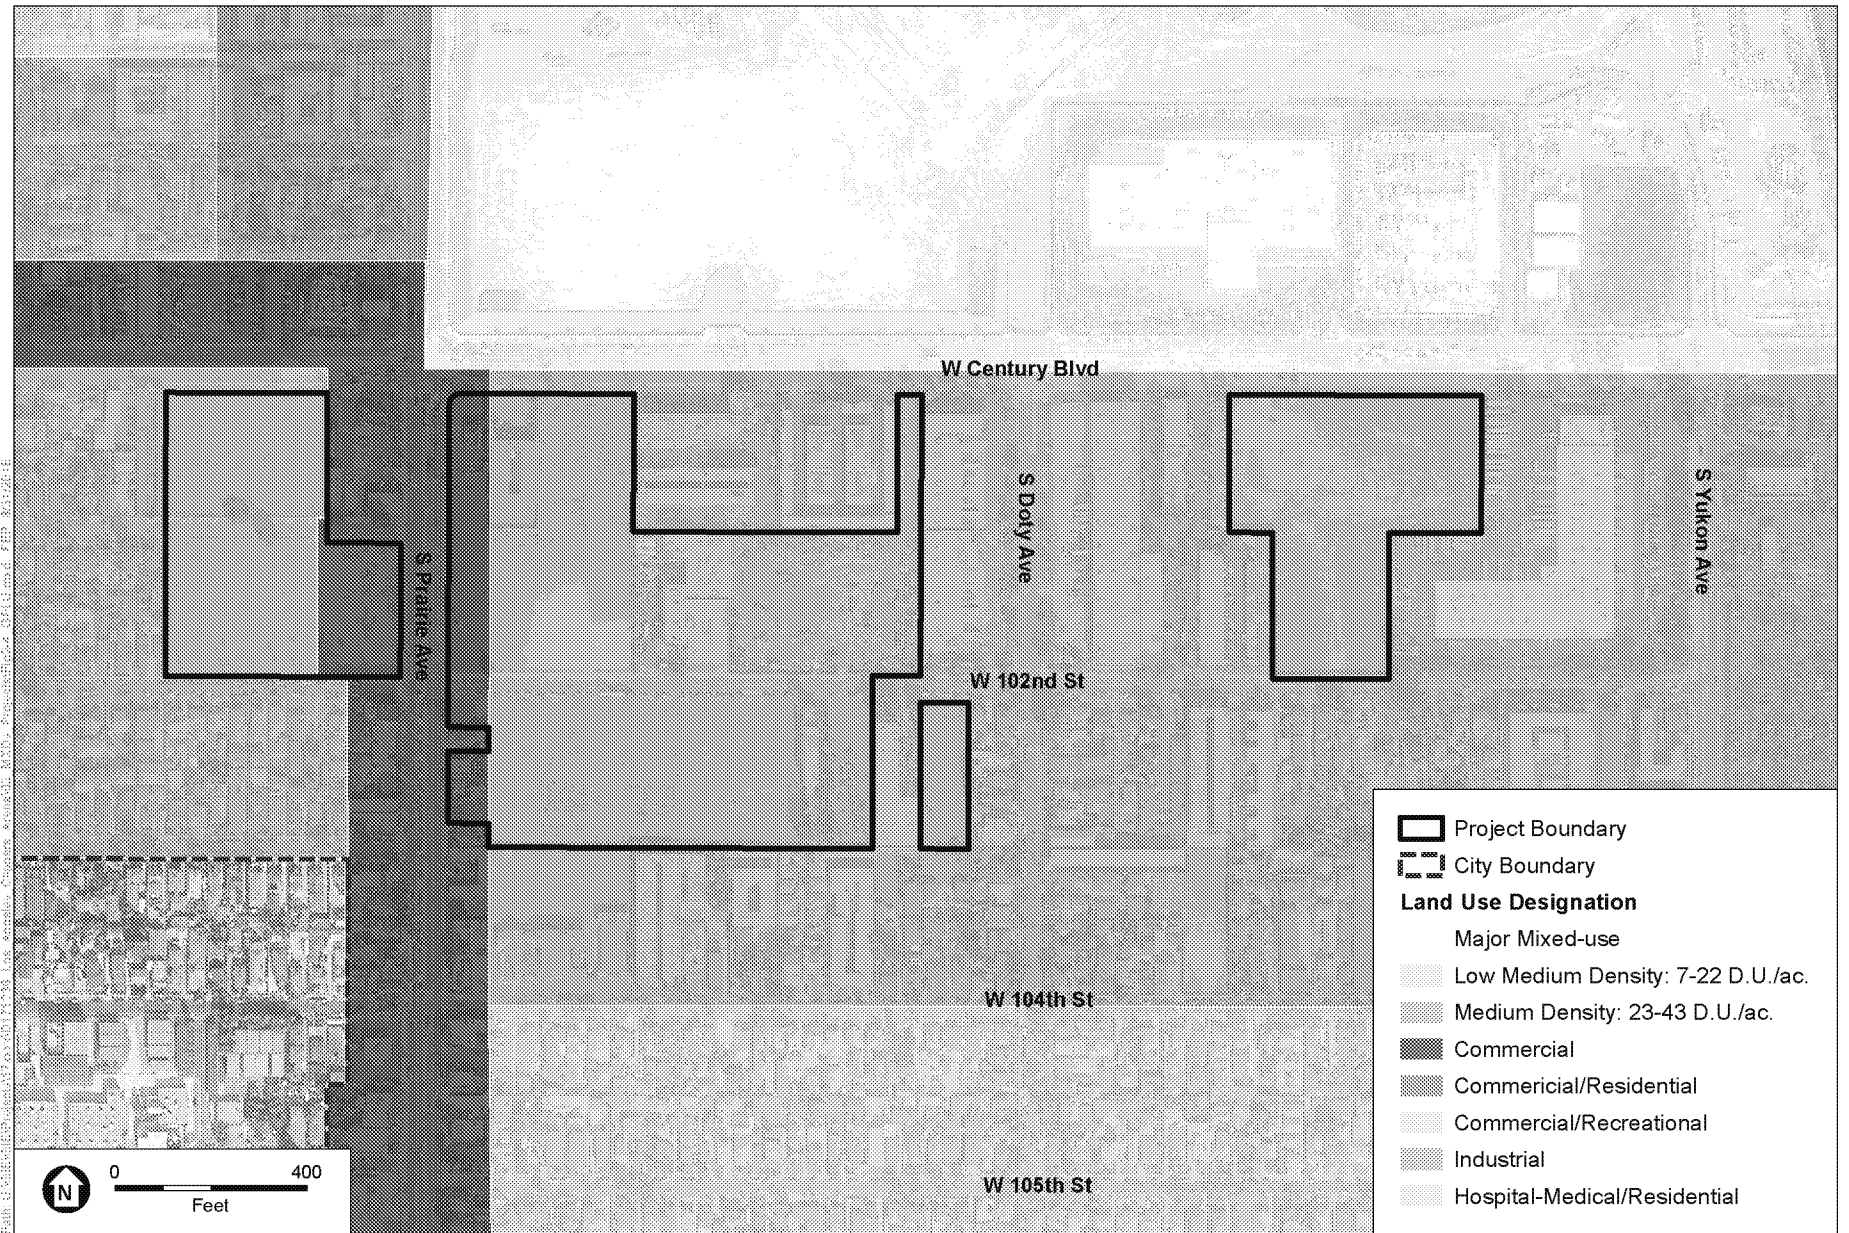 W Century Blvd
S Doty Ave
S Yukon Ave
S Prairie Ave
W 102nd St
W 104th St
W 105th St
Project Boundary
City Boundary
Land Use Designation
Major Mixed-use
Low Medium Density: 7-22 D.U./ac.
Medium Density: 23-43 D.U./ac.
Commercial
Commericial/Residential
Commercial/Recreational
Industrial
Hospital-Medical/Residential
N
0 400
Feet